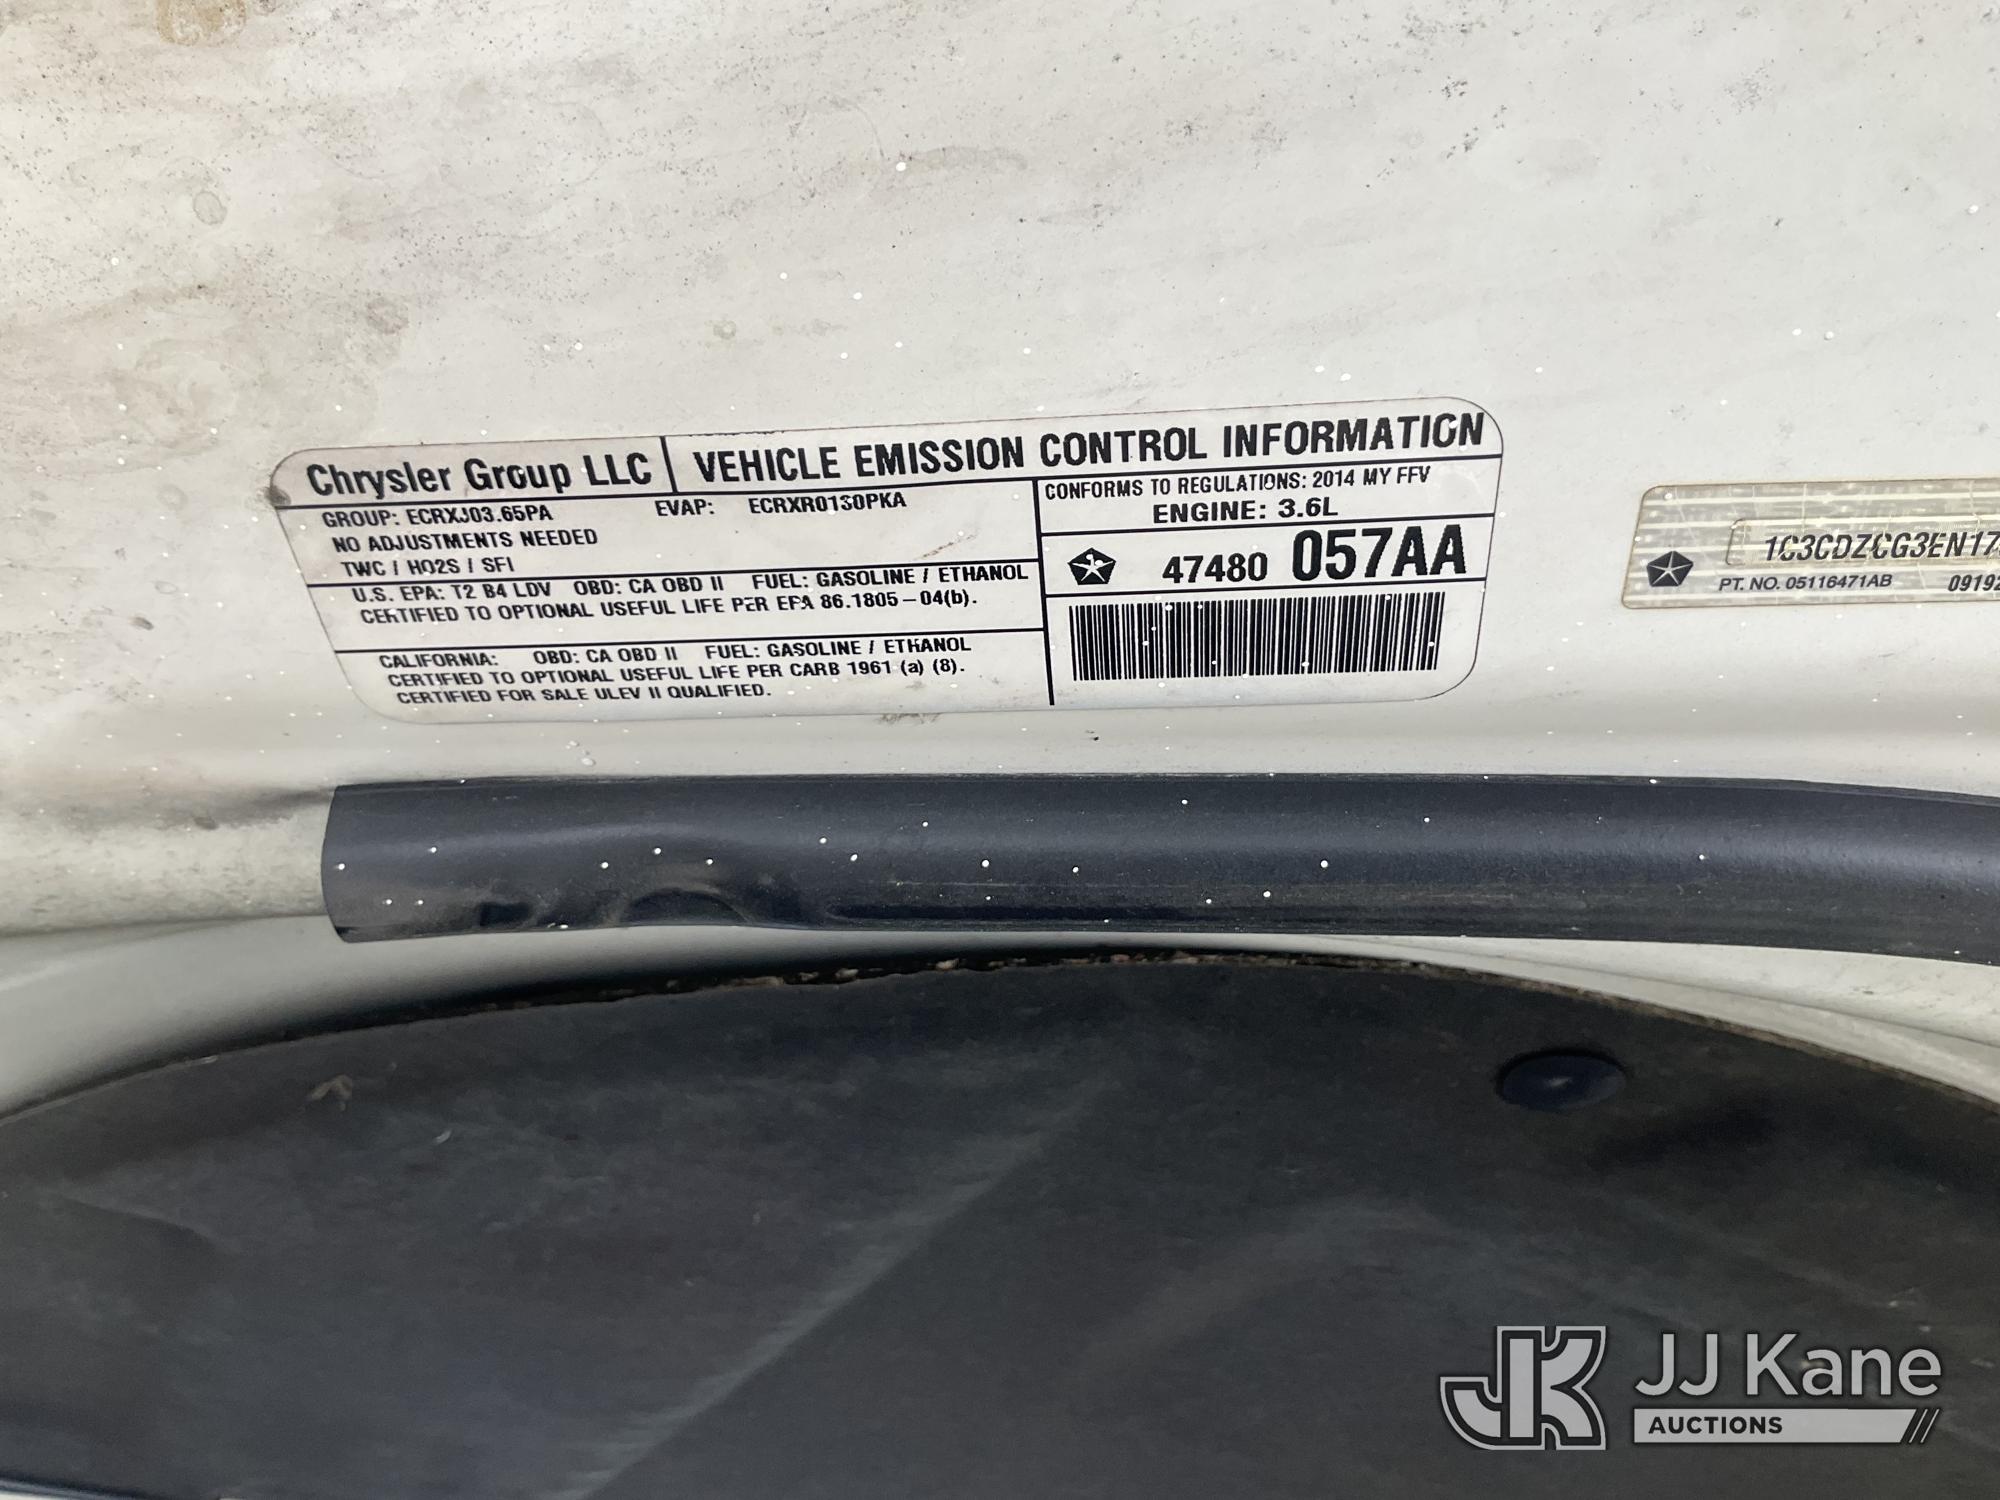 Chrysler Group LLC VEHICLE EMISSION CONTROL INFORMATION
GROUP: ECRXJ03.65PA EVAP: ECRXR0130PKA
NO ADJUSTMENTS NEEDED
TWC / HO2S / SFI
U.S. EPA: T2 B4 LDV OBD: CA OBD II FUEL: GASOLINE / ETHANOL
CERTIFIED TO OPTIONAL USEFUL LIFE PER EPA 86.1805-04(b).
CALIFORNIA: OBD: CA OBD II FUEL: GASOLINE / ETHANOL
CERTIFIED TO OPTIONAL USEFUL LIFE PER CARB 1961 (a) (8).
CERTIFIED FOR SALE ULEV II QUALIFIED.
CONFORMS TO REGULATIONS: 2014 MY FFV
ENGINE: 3.6L
47480 057AA
1C3CDZCG3EN17
PT. NO. 05116471AB 0919
JK JJ Kane
AUCTIONS